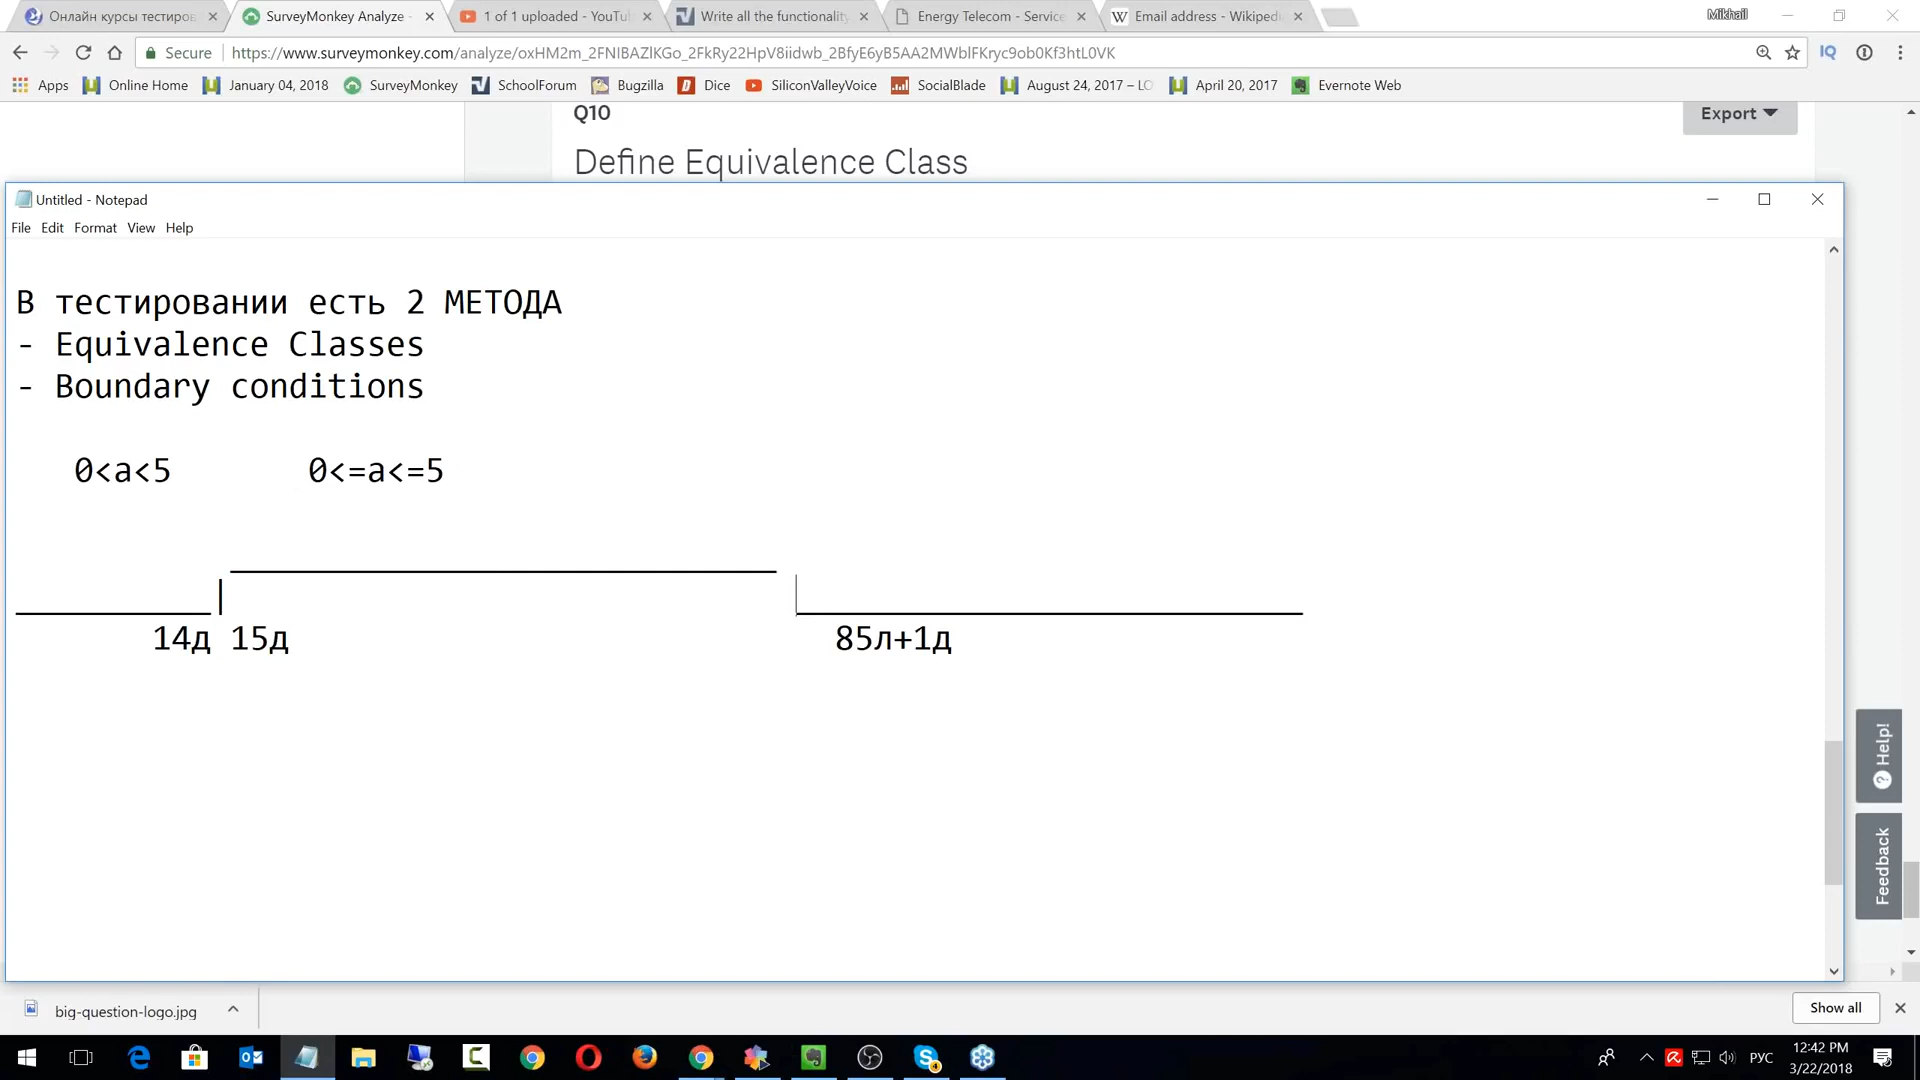 Онлайн курсы тестиров
SurveyMonkey Analyze -
1 of 1 uploaded - YouTu
Write all the functionality
Energy Telecom - Service
Email address - Wikipedi
Mikhail
Secure
https://www.surveymonkey.com/analyze/oxHM2m_2FNIBAZlKGo_2FkRy22HpV8iidwb_2BfyE6yB5AA2MWblFKryc9ob0Kf3htL0VK
IQ
Apps
Online Home
January 04, 2018
SurveyMonkey
SchoolForum
Bugzilla
Dice
SiliconValleyVoice
SocialBlade
August 24, 2017 – LO
April 20, 2017
Evernote Web
Q10
Export
Define Equivalence Class
Untitled - Notepad
File Edit Format View Help
В тестировании есть 2 МЕТОДА
- Equivalence Classes
- Boundary conditions
0<a<5 0<=a<=5
14д 15д 85л+1д
Help!
Feedback
big-question-logo.jpg
Show all
РУС
12:42 PM
3/22/2018